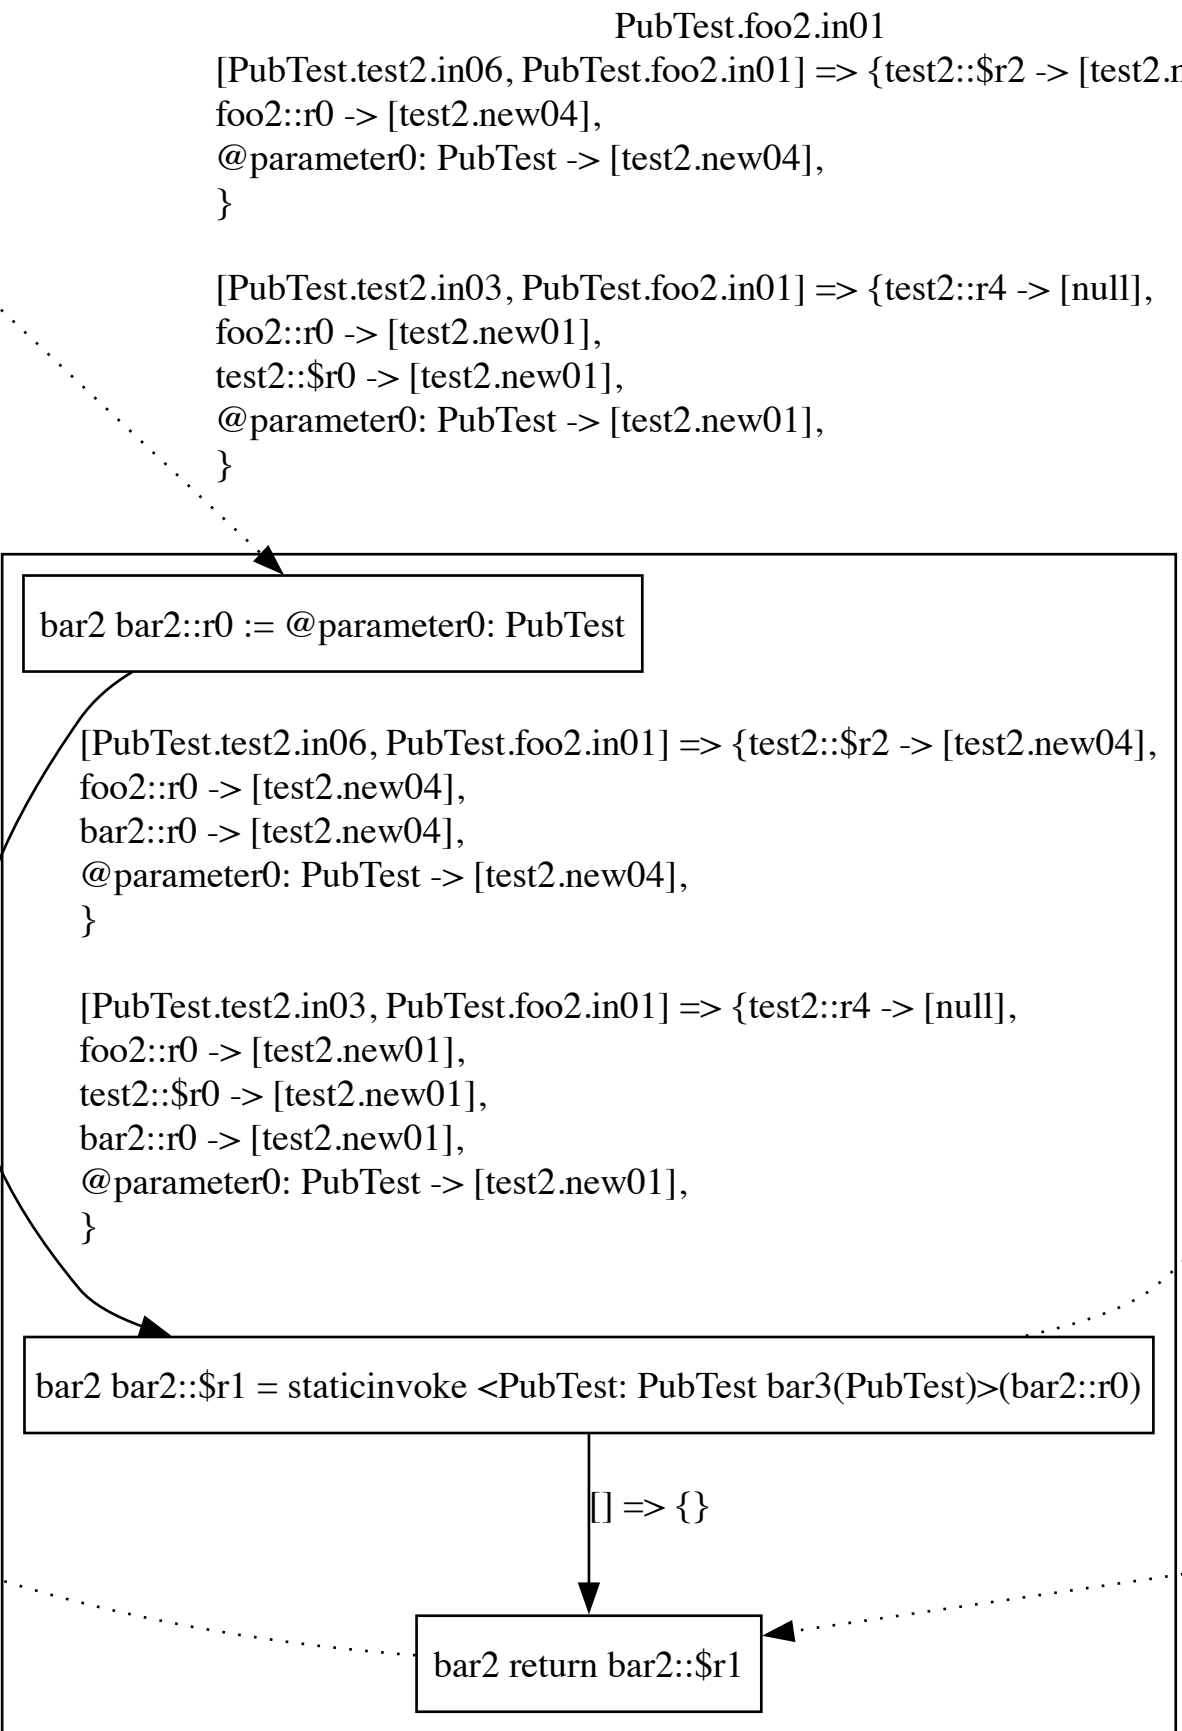 PubTest.foo2.in01
[PubTest.test2.in06, PubTest.foo2.in01] => {test2::$r2 -> 
foo2::r0 -> [test2.new04],
@parameter0: PubTest -> [test2.new04],
}
[PubTest.test2.in03, PubTest.foo2.in01] => {test2::r4 -> [null],
foo2::r0 -> [test2.new01],
test2::$r0 -> [test2.new01],
@parameter0: PubTest -> [test2.new01],
}
bar2 bar2::r0 := @parameter0: PubTest
[PubTest.test2.in06, PubTest.foo2.in01] => {test2::$r2 -> [test2.new04],
foo2::r0 -> [test2.new04],
bar2::r0 -> [test2.new04],
@parameter0: PubTest -> [test2.new04],
}
[PubTest.test2.in03, PubTest.foo2.in01] => {test2::r4 -> [null],
foo2::r0 -> [test2.new01],
test2::$r0 -> [test2.new01],
bar2::r0 -> [test2.new01],
@parameter0: PubTest -> [test2.new01],
}
bar2 bar2::$r1 = staticinvoke <PubTest: PubTest bar3(PubTest)>(bar2::r0)
[] => {}
bar2 return bar2::$r1